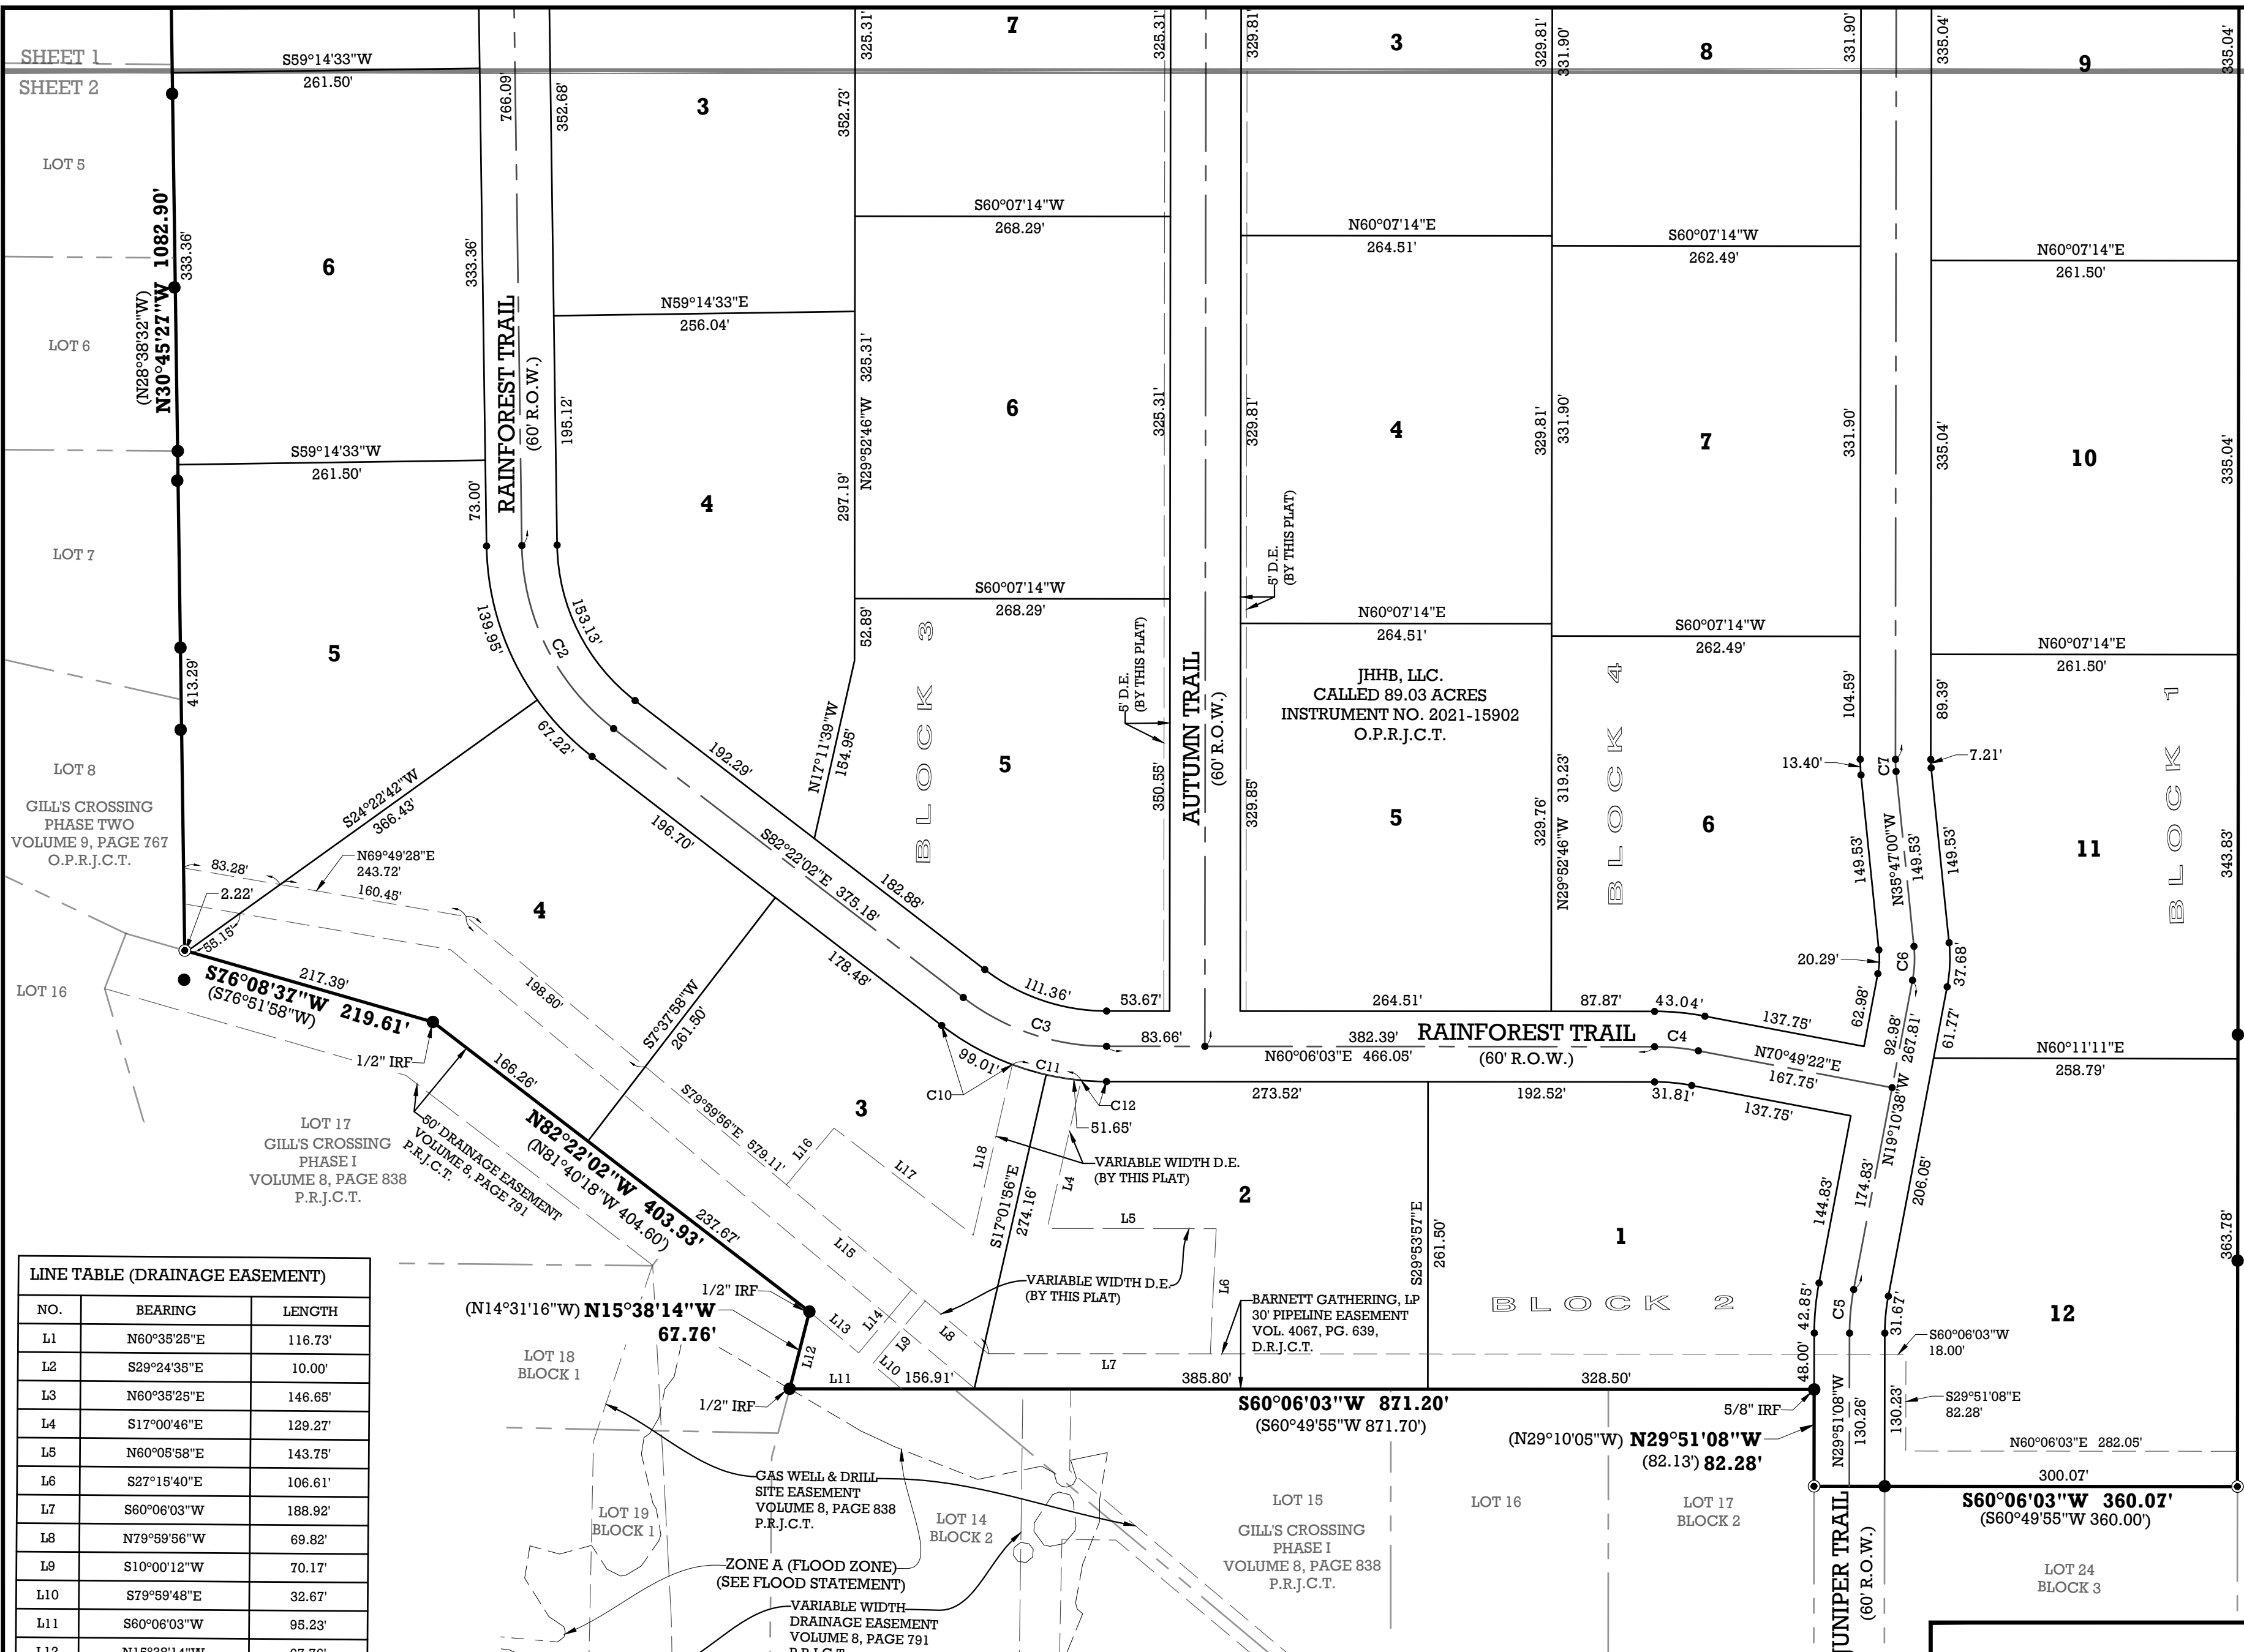 SHEET 1
SHEET 2
S59°14'33"W
261.50'
766.09'
352.68'
3
325.31'
352.73'
7
325.31'
329.81'
3
329.81'
331.90'
8
331.90'
335.04'
9
335.04'
LOT 5
(N28°38'32"W)
N30°45'27"W 1082.90'
333.36'
6
333.36'
LOT 6
RAINFOREST TRAIL
(60' R.O.W.)
N59°14'33"E
256.04'
195.12'
S60°07'14"W
268.29'
N60°07'14"E
264.51'
S60°07'14"W
262.49'
N60°07'14"E
261.50'
S59°14'33"W
261.50'
73.00'
4
297.19'
N29°52'46"W 325.31'
6
325.31'
329.81'
4
329.81'
331.90'
7
331.90'
335.04'
10
335.04'
LOT 7
5
413.29'
139.95'
C2
153.13'
67.22'
52.89'
S60°07'14"W
268.29'
5' D.E.
(BY THIS PLAT)
5' D.E.
(BY THIS PLAT)
N60°07'14"E
264.51'
S60°07'14"W
262.49'
N60°07'14"E
261.50'
JHHB, LLC.
CALLED 89.03 ACRES
INSTRUMENT NO. 2021-15902
O.P.R.J.C.T.
BLOCK 3
BLOCK 4
BLOCK 1
AUTUMN TRAIL
(60' R.O.W.)
192.29'
N17°11'39"W
154.95'
5
350.55'
329.85'
5
329.76'
N29°52'46"W 319.23'
6
104.59'
13.40'
C7
89.39'
7.21'
149.53'
N35°47'00"W
149.53'
149.53'
11
343.83'
LOT 8
GILL'S CROSSING
PHASE TWO
VOLUME 9, PAGE 767
O.P.R.J.C.T.
S24°22'42"W
366.43'
83.28'
N69°49'28"E
243.72'
160.45'
2.22'
55.15'
4
196.70'
S82°22'02"E 375.18'
182.88'
178.48'
111.36'
53.67'
C3
83.66'
264.51'
87.87'
43.04'
137.75'
20.29'
C6
37.68'
62.98'
LOT 16
S76°08'37"W 219.61'
(S76°51'58"W)
217.39'
198.80'
S7°37'58"W
261.50'
382.39'
N60°06'03"E 466.05'
RAINFOREST TRAIL
(60' R.O.W.)
C4
N70°49'22"E
167.75'
92.98'
267.81'
N19°10'38"W
61.77'
N60°11'11"E
258.79'
1/2" IRF
166.26'
99.01'
C10
C11
C12
51.65'
273.52'
192.52'
31.81'
137.75'
LOT 17
GILL'S CROSSING
PHASE I
VOLUME 8, PAGE 838
P.R.J.C.T.
50' DRAINAGE EASEMENT
VOLUME 8, PAGE 791
P.R.J.C.T.
N82°22'02"W 403.93'
(N81°40'18"W 404.60')
237.67'
S79°59'56"E 579.11'
3
L16
L17
L18
S17°01'56"E
274.16'
L4
VARIABLE WIDTH D.E.
(BY THIS PLAT)
2
L5
L6
L15
S29°53'57"E
261.50'
1
144.83'
174.83'
206.05'
363.78'
LINE TABLE (DRAINAGE EASEMENT)
NO. BEARING LENGTH
L1 N60°35'25"E 116.73'
L2 S29°24'35"E 10.00'
L3 N60°35'25"E 146.65'
L4 S17°00'46"E 129.27'
L5 N60°05'58"E 143.75'
L6 S27°15'40"E 106.61'
L7 S60°06'03"W 188.92'
L8 N79°59'56"W 69.82'
L9 S10°00'12"W 70.17'
L10 S79°59'48"E 32.67'
L11 S60°06'03"W 95.23'
L12 N15°38'14"W 67.76'
1/2" IRF
(N14°31'16"W) N15°38'14"W
67.76'
L12
L13
L14
L9
L8
L10
VARIABLE WIDTH D.E.
(BY THIS PLAT)
BARNETT GATHERING, LP
30' PIPELINE EASEMENT
VOL. 4067, PG. 639,
D.R.J.C.T.
BLOCK 2
42.85'
C5
31.67'
12
S60°06'03"W
18.00'
LOT 18
BLOCK 1
1/2" IRF
L11
156.91'
L7
385.80'
328.50'
48.00'
S60°06'03"W 871.20'
(S60°49'55"W 871.70')
5/8" IRF
(N29°10'05"W) N29°51'08"W
(82.13') 82.28'
N29°51'08"W
130.26'
130.23'
S29°51'08"E
82.28'
N60°06'03"E 282.05'
300.07'
S60°06'03"W 360.07'
(S60°49'55"W 360.00')
GAS WELL & DRILL
SITE EASEMENT
VOLUME 8, PAGE 838
P.R.J.C.T.
LOT 19
BLOCK 1
LOT 14
BLOCK 2
LOT 15
GILL'S CROSSING
PHASE I
VOLUME 8, PAGE 838
P.R.J.C.T.
LOT 16
LOT 17
BLOCK 2
JUNIPER TRAIL
(60' R.O.W.)
LOT 24
BLOCK 3
ZONE A (FLOOD ZONE)
(SEE FLOOD STATEMENT)
VARIABLE WIDTH
DRAINAGE EASEMENT
VOLUME 8, PAGE 791
P.R.J.C.T.